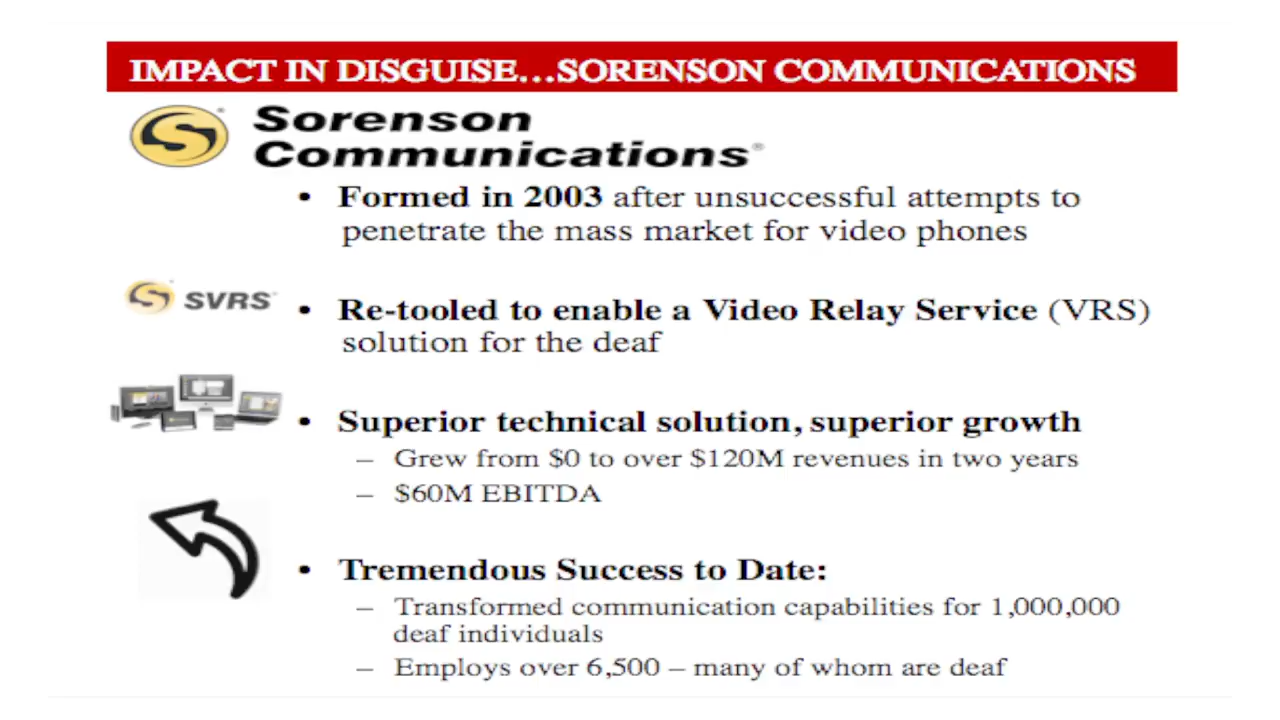 IMPACT IN DISGUISE…SORENSON COMMUNICATIONS
Sorenson
Communications®
• Formed in 2003 after unsuccessful attempts to
penetrate the mass market for video phones
SVRS
• Re-tooled to enable a Video Relay Service (VRS)
solution for the deaf
• Superior technical solution, superior growth
– Grew from $0 to over $120M revenues in two years
– $60M EBITDA
• Tremendous Success to Date:
– Transformed communication capabilities for 1,000,000
deaf individuals
– Employs over 6,500 – many of whom are deaf